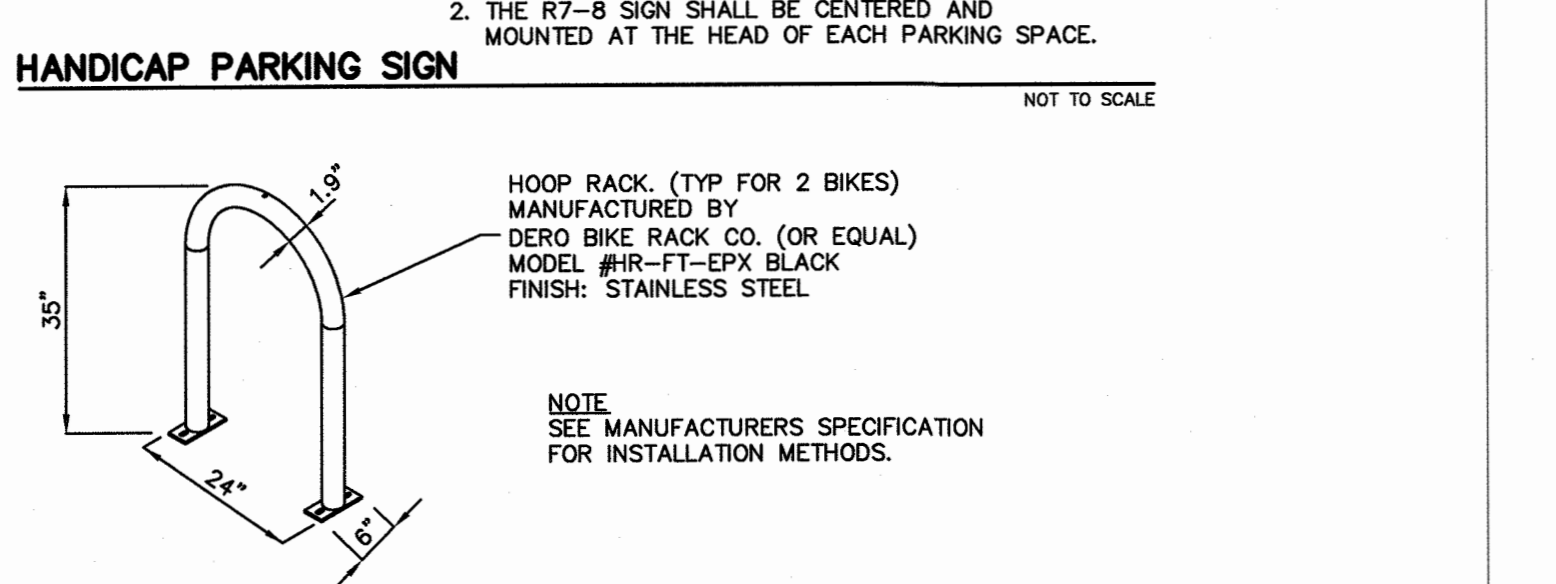 2. THE R7-8 SIGN SHALL BE CENTERED AND
MOUNTED AT THE HEAD OF EACH PARKING SPACE.
HANDICAP PARKING SIGN
NOT TO SCALE
1.9"
HOOP RACK. (TYP FOR 2 BIKES)
MANUFACTURED BY
DERO BIKE RACK CO. (OR EQUAL)
MODEL #HR-FT-EPX BLACK
FINISH: STAINLESS STEEL
35"
NOTE
SEE MANUFACTURERS SPECIFICATION
FOR INSTALLATION METHODS.
24"
6"